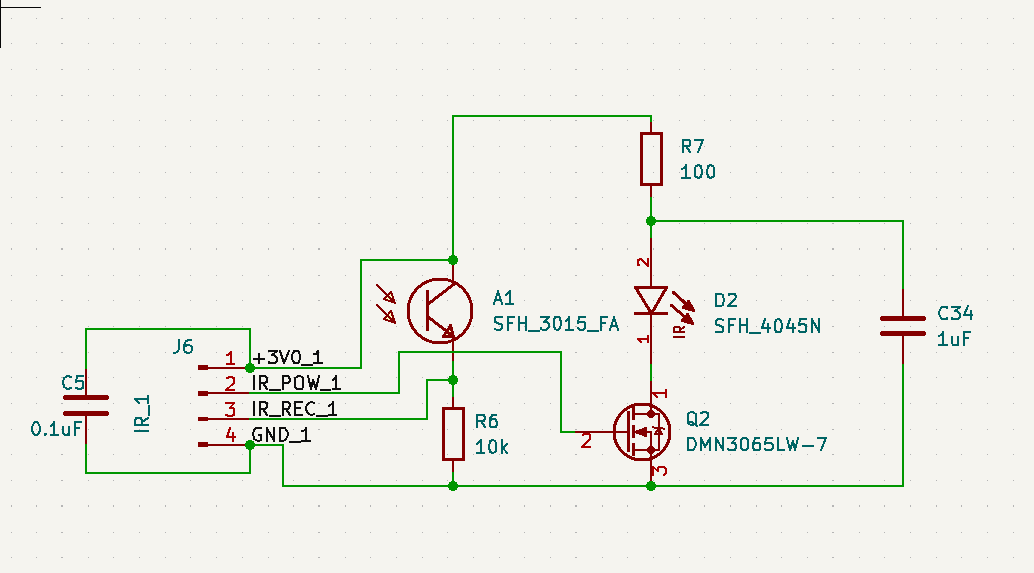 R7
100
2
A1
SFH_3015_FA
D2
SFH_4045N
IR
1
C34
1uF
J6
1
+3V0_1
2
IR_POW_1
3
IR_REC_1
4
GND_1
C5
0.1uF
IR_1
R6
10k
1
Q2
DMN3065LW-7
2
3